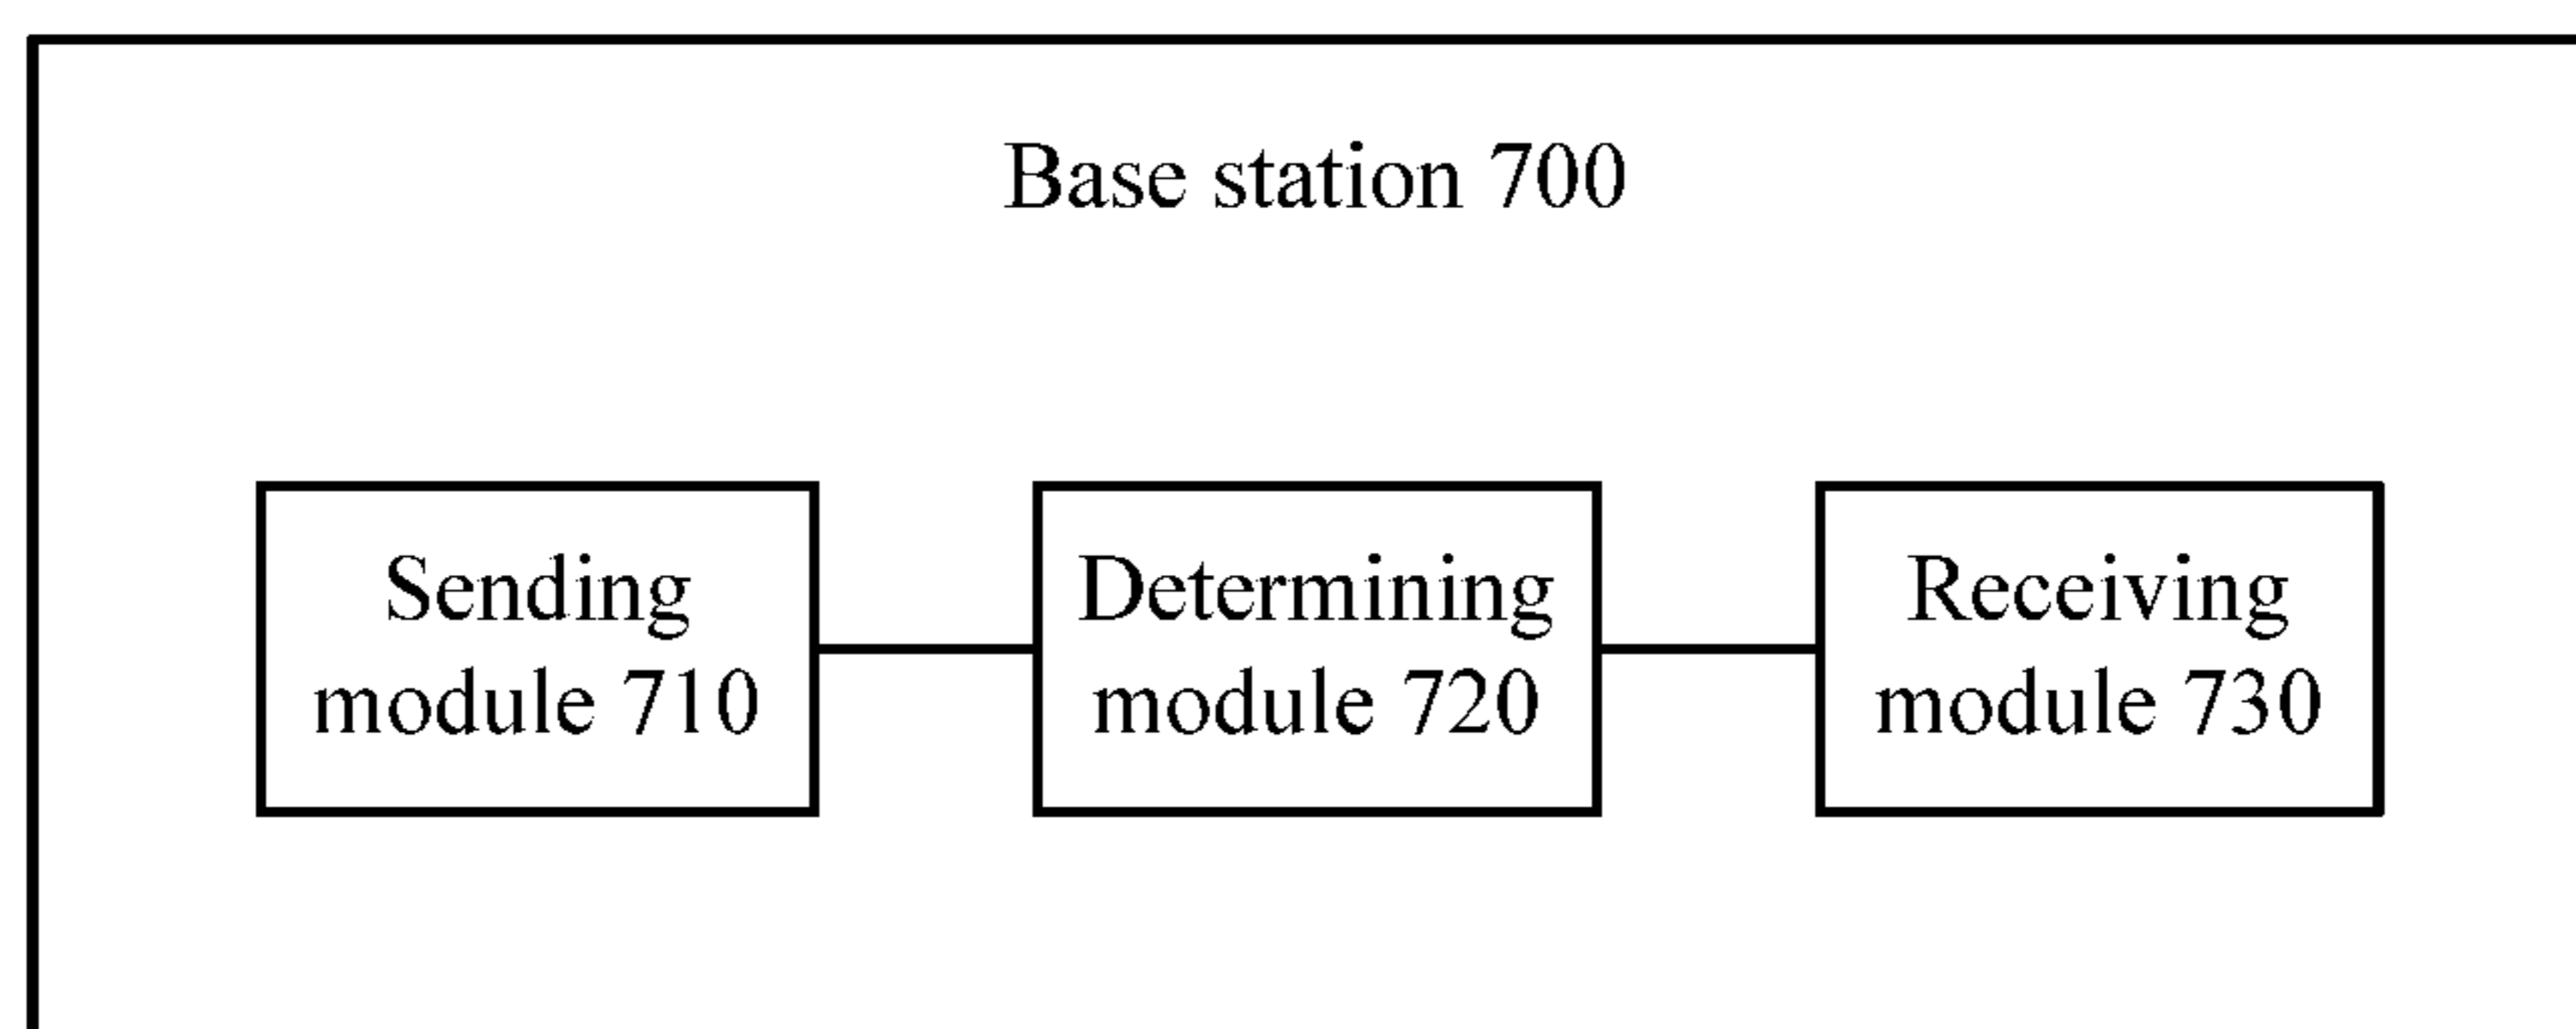 Base station 700
Sending
module 710
Determining
module 720
Receiving
module 730